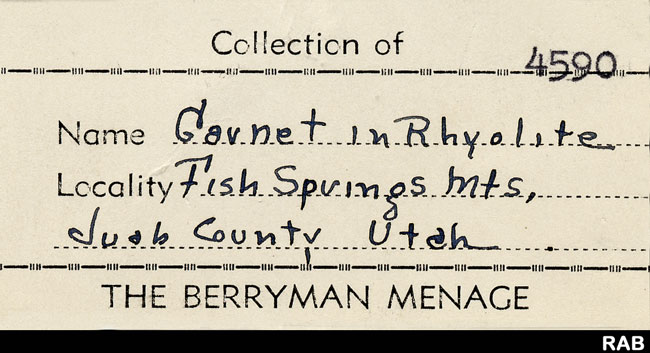 Collection of
4590
Name Garnet in Rhyolite
Locality Fish Springs Mts,
Juab County Utah
THE BERRYMAN MENAGE
RAB